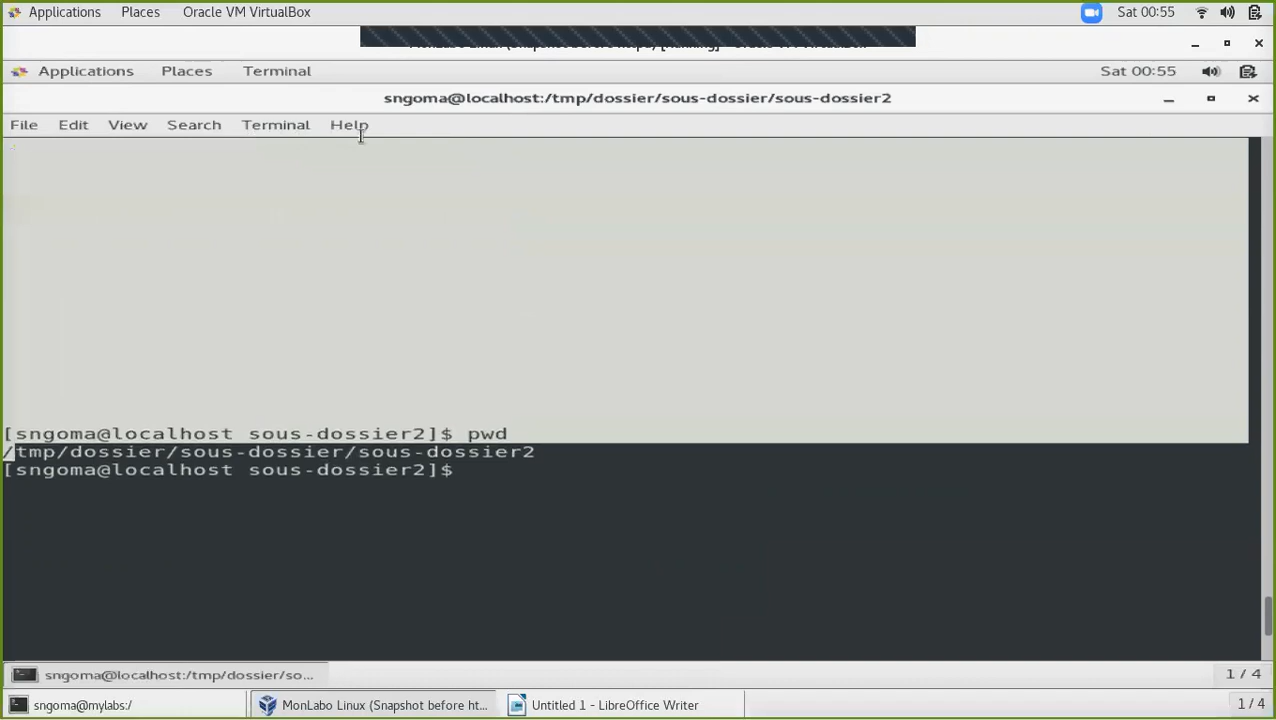 Applications Places Oracle VM VirtualBox Sat 00:55
Applications Places Terminal Sat 00:55
sngoma@localhost:/tmp/dossier/sous-dossier/sous-dossier2
File Edit View Search Terminal Help
[sngoma@localhost sous-dossier2]$ pwd
/tmp/dossier/sous-dossier/sous-dossier2
[sngoma@localhost sous-dossier2]$
sngoma@localhost:/tmp/dossier/so... 1 / 4
sngoma@mylabs:/ MonLabo Linux (Snapshot before ht... Untitled 1 - LibreOffice Writer 1 / 4